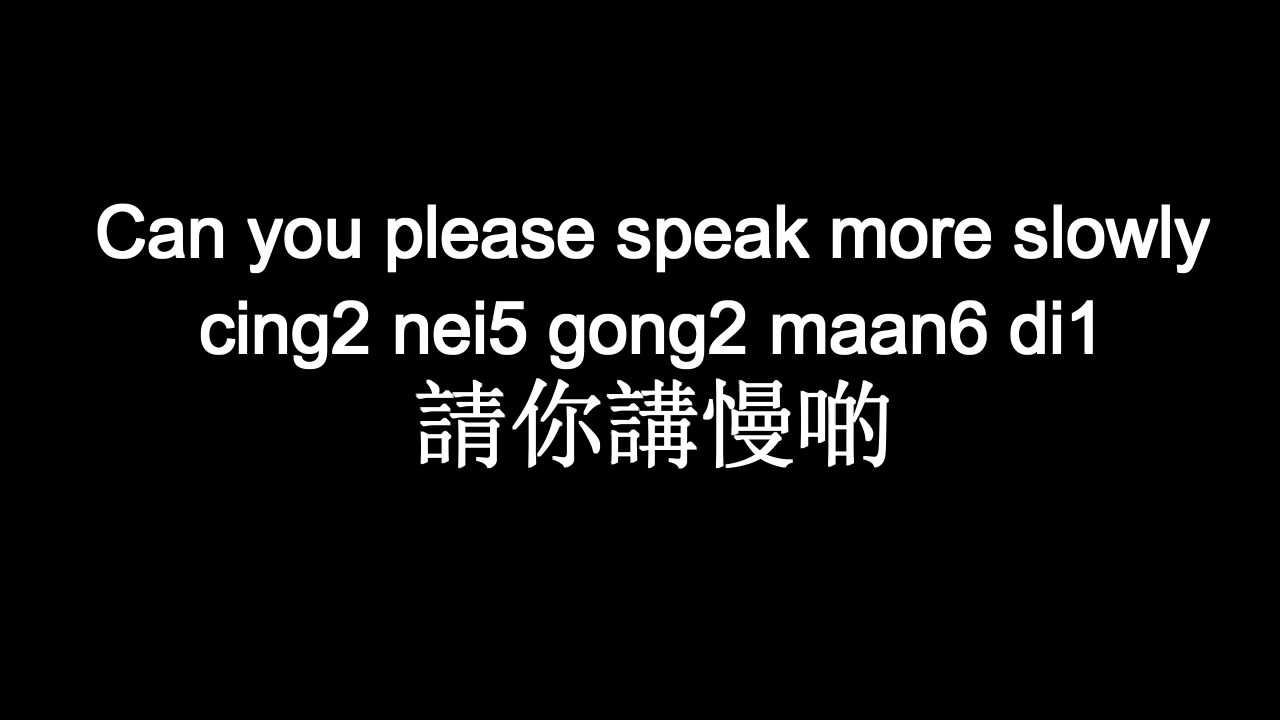 Can you please speak more slowly
cing2 nei5 gong2 maan6 di1
請你講慢啲